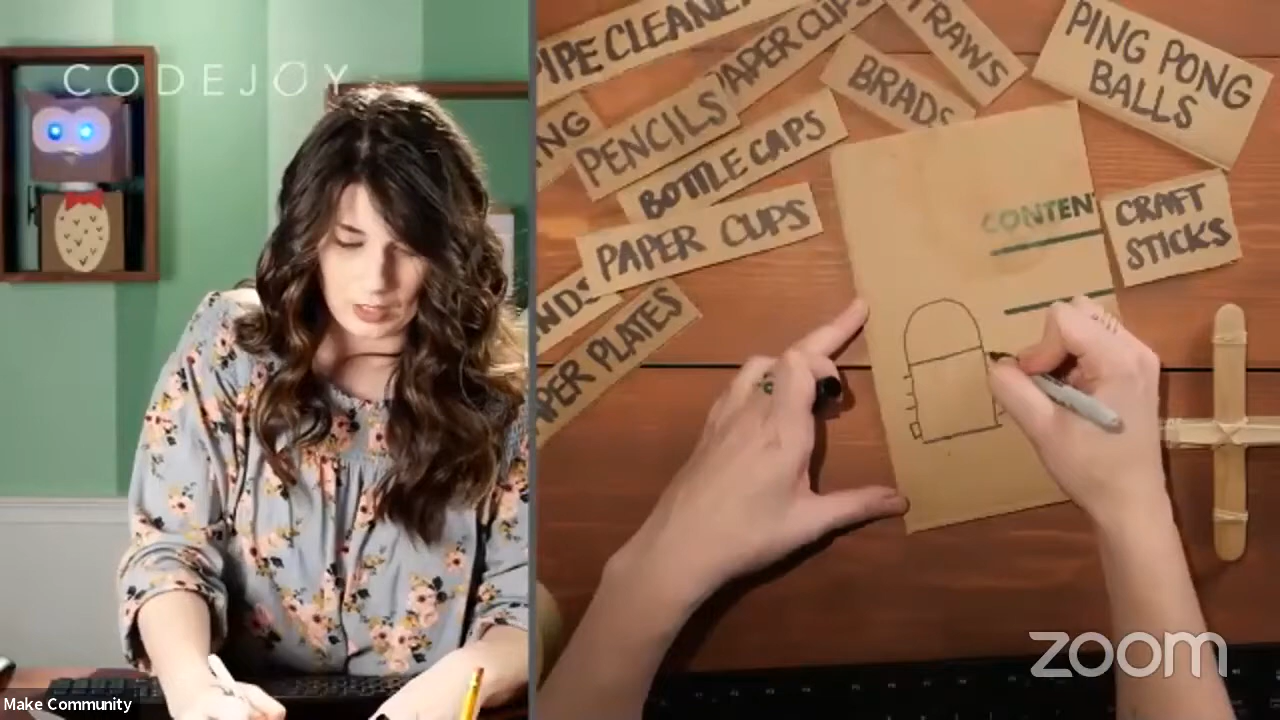 CODEJOY
PIPE CLEANE
PAPER CUPS
STRAWS
PING PONG
BALLS
BRADS
PENCILS
BOTTLE CAPS
PAPER CUPS
CONTENT
CRAFT
STICKS
PAPER PLATES
zoom
Make Community